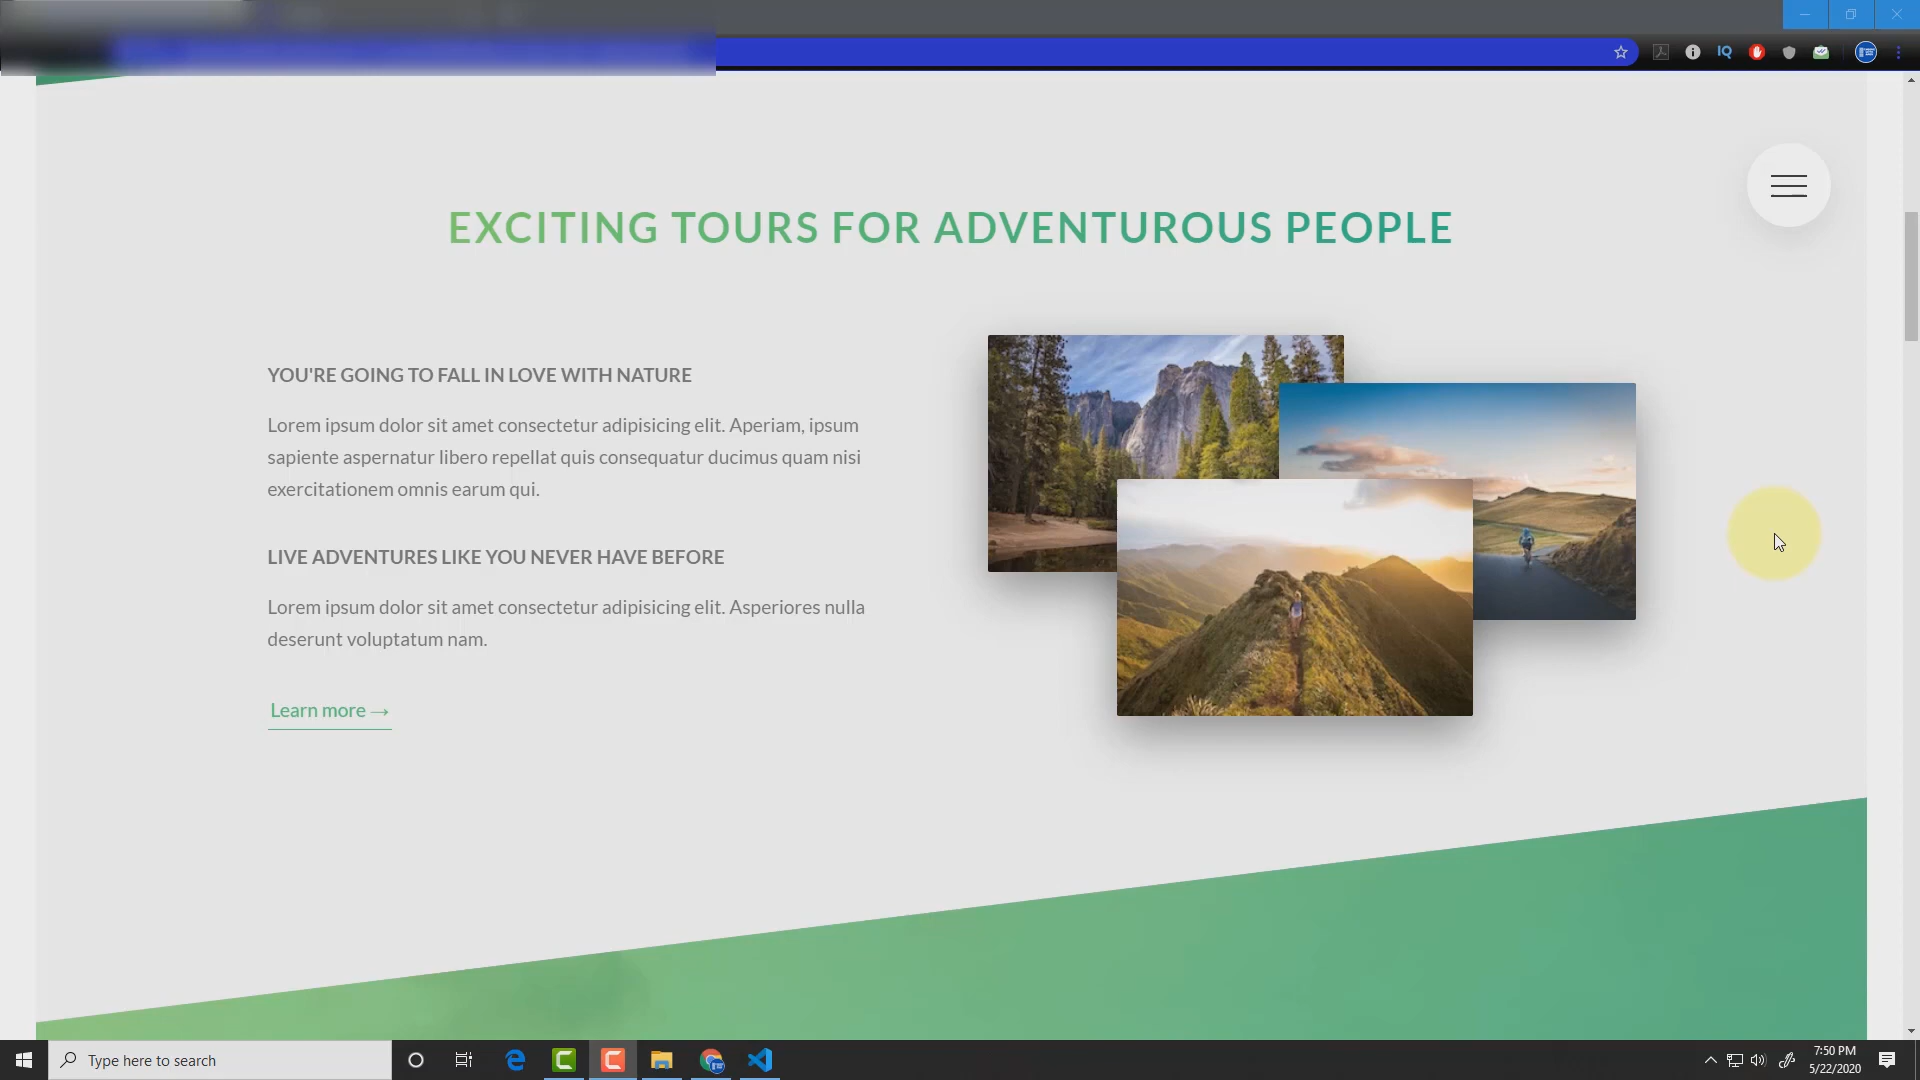 IQ
EXCITING TOURS FOR ADVENTUROUS PEOPLE
YOU'RE GOING TO FALL IN LOVE WITH NATURE
Lorem ipsum dolor sit amet consectetur adipisicing elit. Aperiam, ipsum
sapiente aspernatur libero repellat quis consequatur ducimus quam nisi
exercitationem omnis earum qui.
LIVE ADVENTURES LIKE YOU NEVER HAVE BEFORE
Lorem ipsum dolor sit amet consectetur adipisicing elit. Asperiores nulla
deserunt voluptatum nam.
Learn more →
Type here to search
7:50 PM
5/22/2020